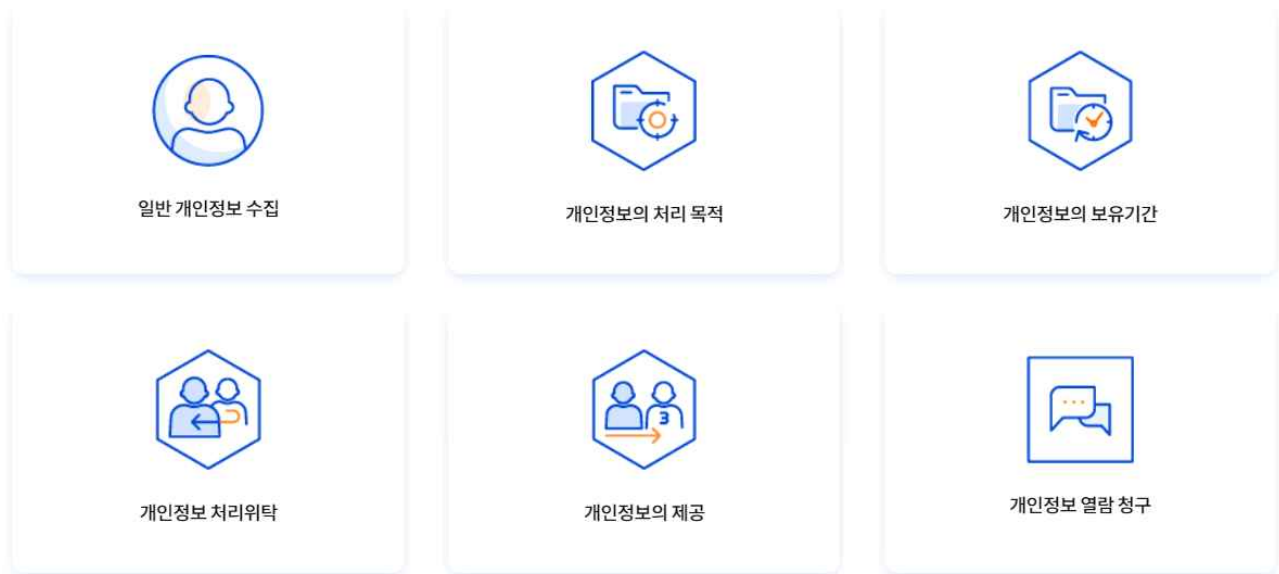 일반 개인정보 수집
개인정보의 처리 목적
개인정보의 보유기간
3
개인정보 처리위탁
개인정보의 제공
개인정보 열람 청구